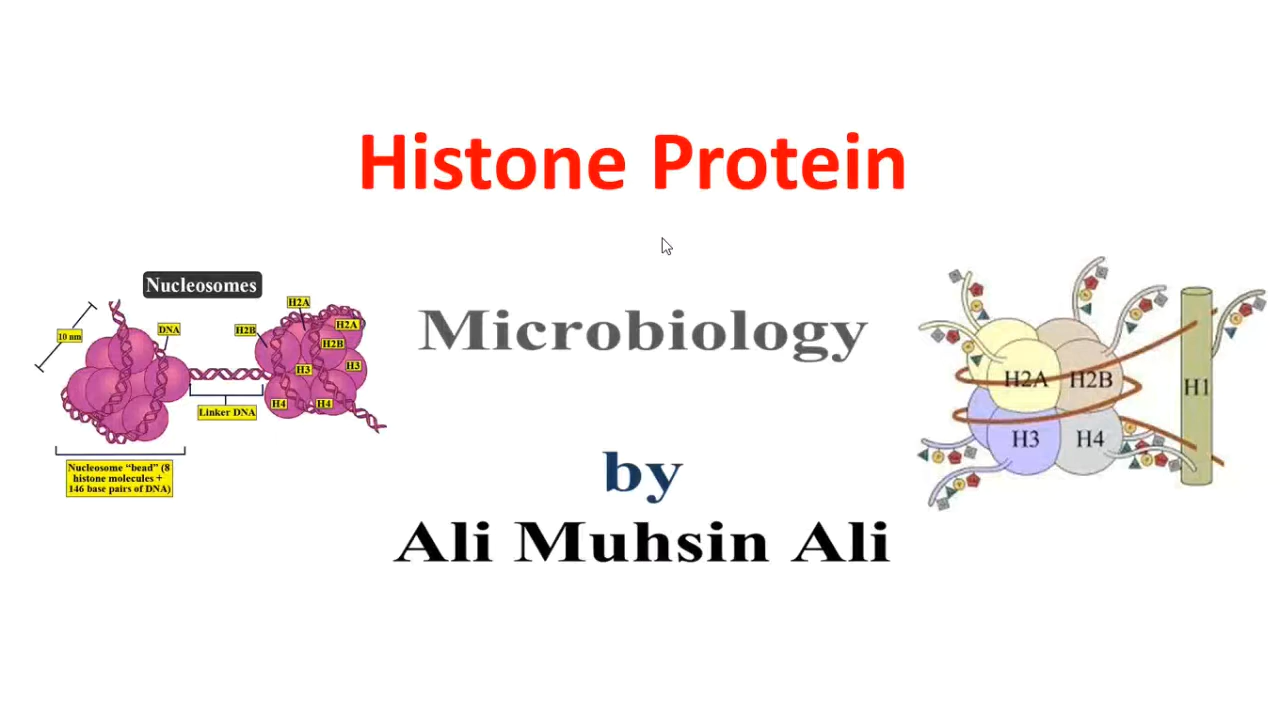 Histone Protein
Microbiology
by
Ali Muhsin Ali
Nucleosomes
10 nm
DNA
H2B
H2A
H2A
H2B
H3
H3
H4
H4
Linker DNA
Nucleosome “bead” (8
histone molecules +
146 base pairs of DNA)
H2A
H2B
H3
H4
H1